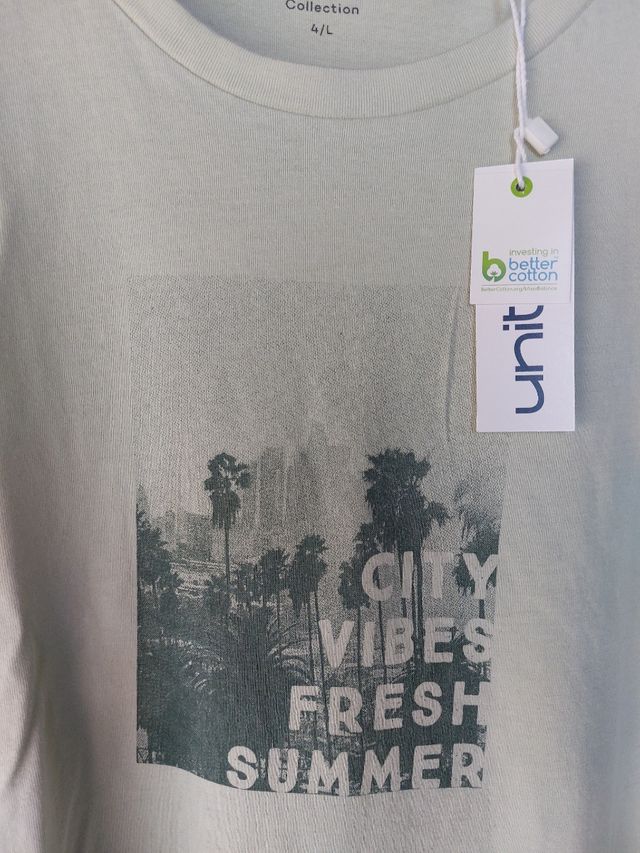 Collection
4/L
investing in
better
cotton
BetterCotton.org/MassBalance
unit
CITY
VIBES
FRESH
SUMMER